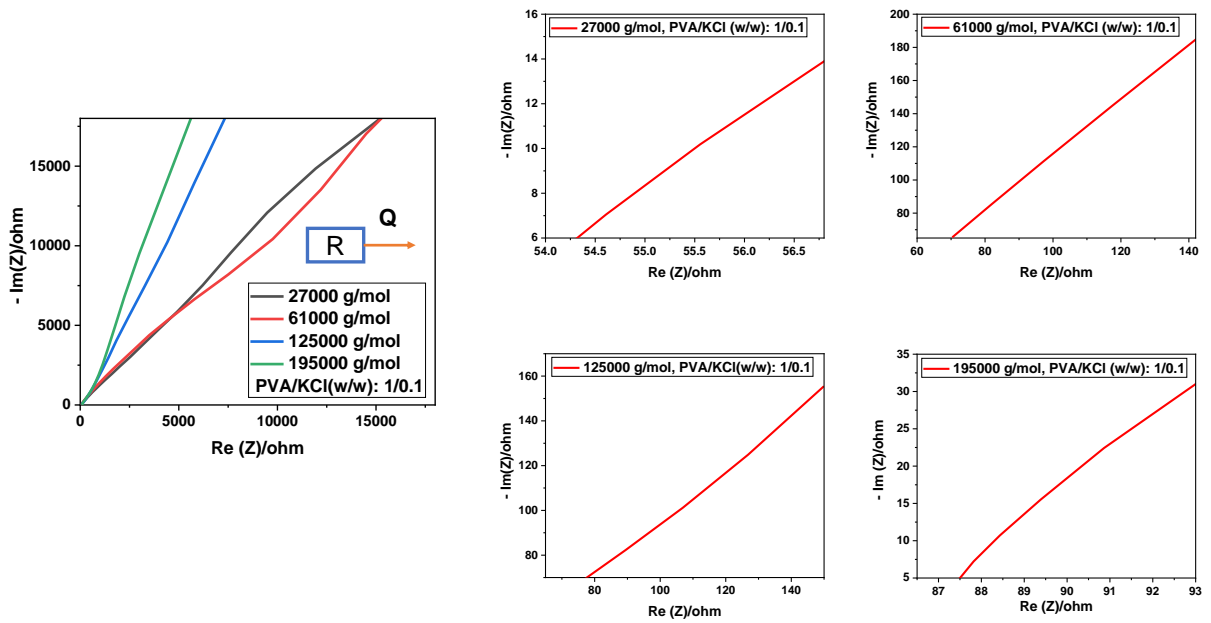 - Im(Z)/ohm
15000
10000
5000
0
0
5000
10000
15000
Re (Z)/ohm
Q
R
27000 g/mol
61000 g/mol
125000 g/mol
195000 g/mol
PVA/KCl(w/w): 1/0.1
27000 g/mol, PVA/KCl (w/w): 1/0.1
- Im(Z)/ohm
16
14
12
10
8
6
54.0
54.5
55.0
55.5
56.0
56.5
Re (Z)/ohm
61000 g/mol, PVA/KCl (w/w): 1/0.1
- Im(Z)/ohm
200
180
160
140
120
100
80
60
80
100
120
140
Re (Z)/ohm
125000 g/mol, PVA/KCl(w/w): 1/0.1
- Im(Z)/ohm
160
140
120
100
80
80
100
120
140
Re (Z)/ohm
195000 g/mol, PVA/KCl (w/w): 1/0.1
- Im (Z)/ohm
35
30
25
20
15
10
5
87
88
89
90
91
92
93
Re (Z)/ohm